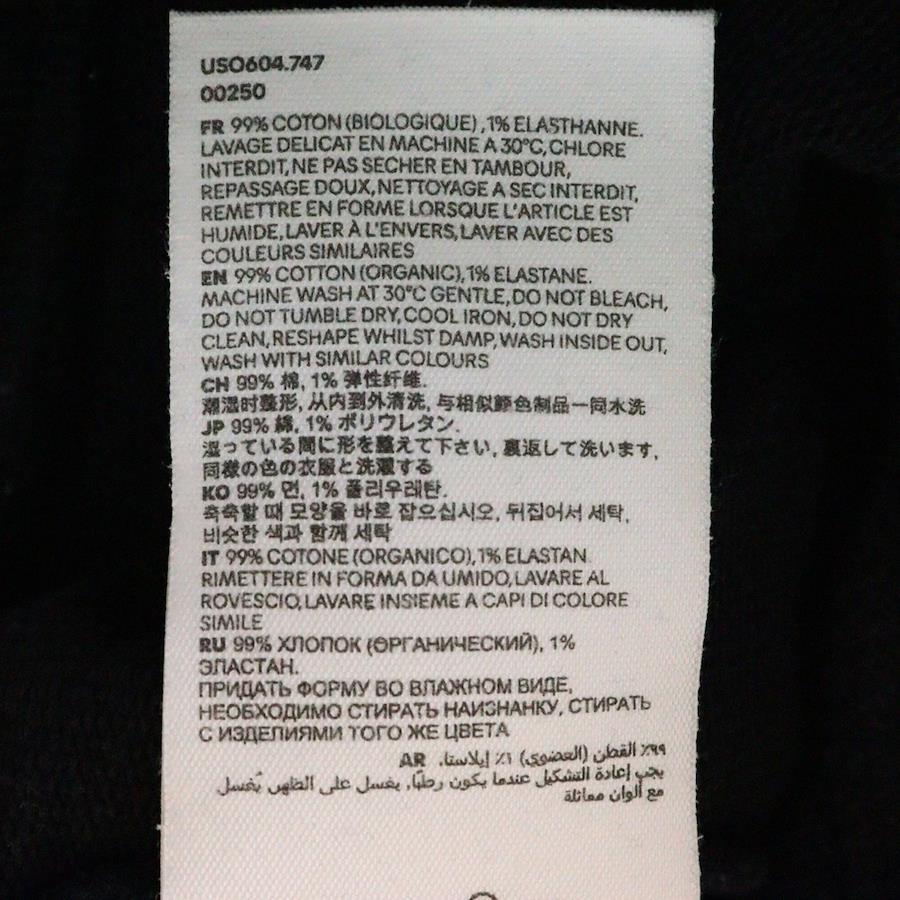 USO604.747
00250
FR 99% COTON (BIOLOGIQUE), 1% ELASTHANNE.
LAVAGE DELICAT EN MACHINE A 30°C, CHLORE
INTERDIT, NE PAS SECHER EN TAMBOUR,
REPASSAGE DOUX, NETTOYAGE A SEC INTERDIT,
REMETTRE EN FORME LORSQUE L'ARTICLE EST
HUMIDE, LAVER À L'ENVERS, LAVER AVEC DES
COULEURS SIMILAIRES
EN 99% COTTON (ORGANIC), 1% ELASTANE.
MACHINE WASH AT 30°C GENTLE, DO NOT BLEACH,
DO NOT TUMBLE DRY, COOL IRON, DO NOT DRY
CLEAN, RESHAPE WHILST DAMP, WASH INSIDE OUT,
WASH WITH SIMILAR COLOURS
CH 99% 棉, 1% 弹性纤维.
潮湿时整形, 从内到外清洗, 与相似颜色制品一同水洗
JP 99% 綿, 1% ポリウレタン.
湿っている間に形を整えて下さい, 裏返して洗います,
同様の色の衣服と洗濯する
KO 99% 면, 1% 폴리우레탄.
축축할 때 모양을 바로 잡으십시오, 뒤집어서 세탁,
비슷한 색과 함께 세탁
IT 99% COTONE (ORGANICO), 1% ELASTAN.
RIMETTERE IN FORMA DA UMIDO, LAVARE AL
ROVESCIO, LAVARE INSIEME A CAPI DI COLORE
SIMILE
RU 99% ХЛОПОК (ОРГАНИЧЕСКИЙ), 1%
ЭЛАСТАН.
ПРИДАТЬ ФОРМУ ВО ВЛАЖНОМ ВИДЕ,
НЕОБХОДИМО СТИРАТЬ НАИЗНАНКУ, СТИРАТЬ
С ИЗДЕЛИЯМИ ТОГО ЖЕ ЦВЕТА
٩٩٪ القطن (العضوي) ١٪ إيلاستا. AR
يجب إعادة التشكيل عندما يكون رطبًا, يغسل على الظهر, يُغسل
مع ألوان مماثلة